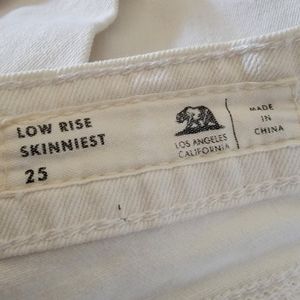 LOW RISE
SKINNIEST
25
LOS ANGELES
CALIFORNIA
MADE
IN
CHINA